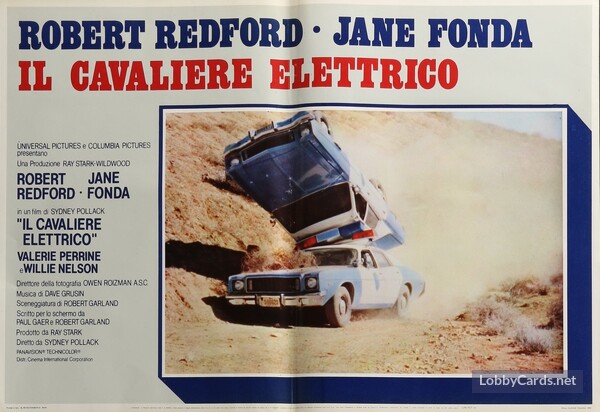 ROBERT REDFORD · JANE FONDA
IL CAVALIERE ELETTRICO
UNIVERSAL PICTURES E COLUMBIA PICTURES
presentano
Una Produzione RAY STARK-WILDWOOD
ROBERT JANE
REDFORD · FONDA
in un film di SYDNEY POLLACK
"IL CAVALIERE
ELETTRICO"
VALERIE PERRINE
e WILLIE NELSON
Direttore della fotografia OWEN ROIZMAN A.S.C.
Musica di DAVE GRUSIN
Sceneggiatura di ROBERT GARLAND
Scritto per lo schermo da
PAUL GAER e ROBERT GARLAND
Prodotto da RAY STARK
Diretto da SYDNEY POLLACK
PANAVISION® TECHNICOLOR®
Distr. Cinema International Corporation
LobbyCards.net